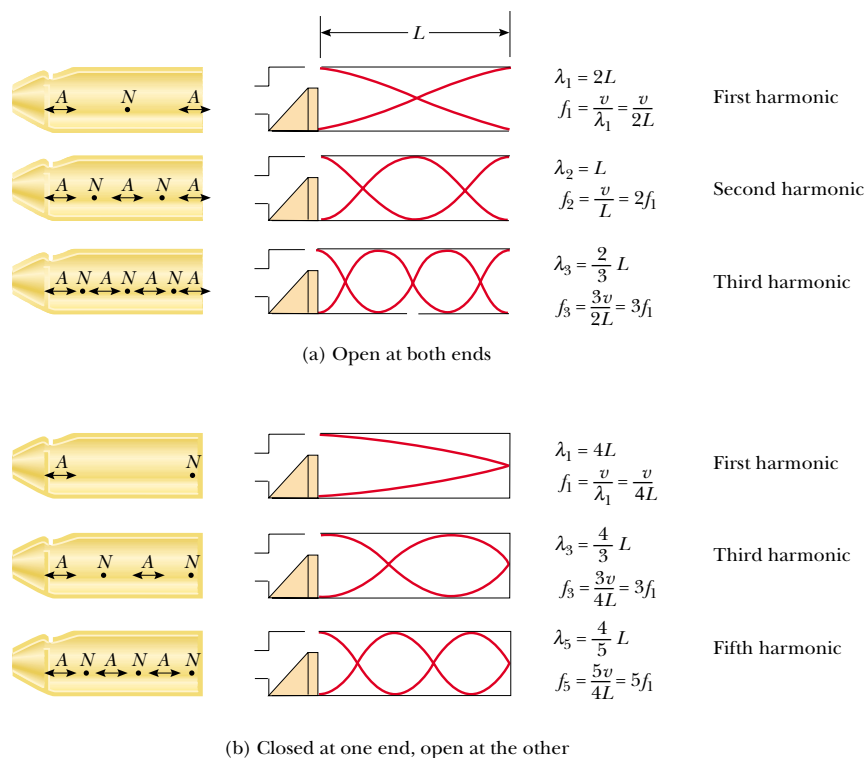 L
A N A
λ₁ = 2L
f₁ = v/λ₁ = v/2L
First harmonic
A N A N A
λ₂ = L
f₂ = v/L = 2f₁
Second harmonic
A N A N A N A
λ₃ = 2/3 L
f₃ = 3v/2L = 3f₁
Third harmonic
(a) Open at both ends
A N
λ₁ = 4L
f₁ = v/λ₁ = v/4L
First harmonic
A N A N
λ₃ = 4/3 L
f₃ = 3v/4L = 3f₁
Third harmonic
A N A N A N
λ₅ = 4/5 L
f₅ = 5v/4L = 5f₁
Fifth harmonic
(b) Closed at one end, open at the other